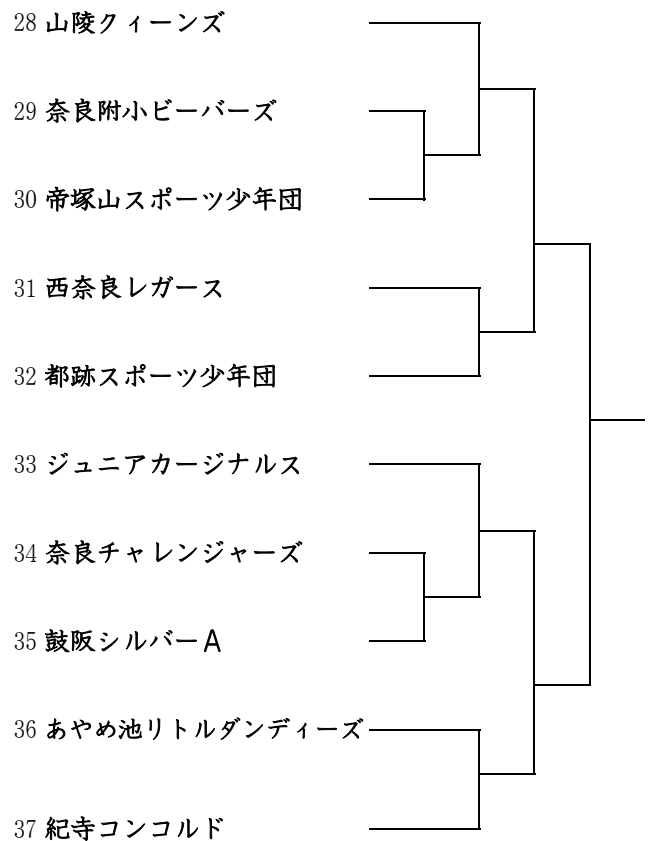 28 山陵クィーンズ
29 奈良附小ビーバーズ
30 帝塚山スポーツ少年団
31 西奈良レガース
32 都跡スポーツ少年団
33 ジュニアカージナルス
34 奈良チャレンジャーズ
35 鼓阪シルバーA
36 あやめ池リトルダンディーズ
37 紀寺コンコルド